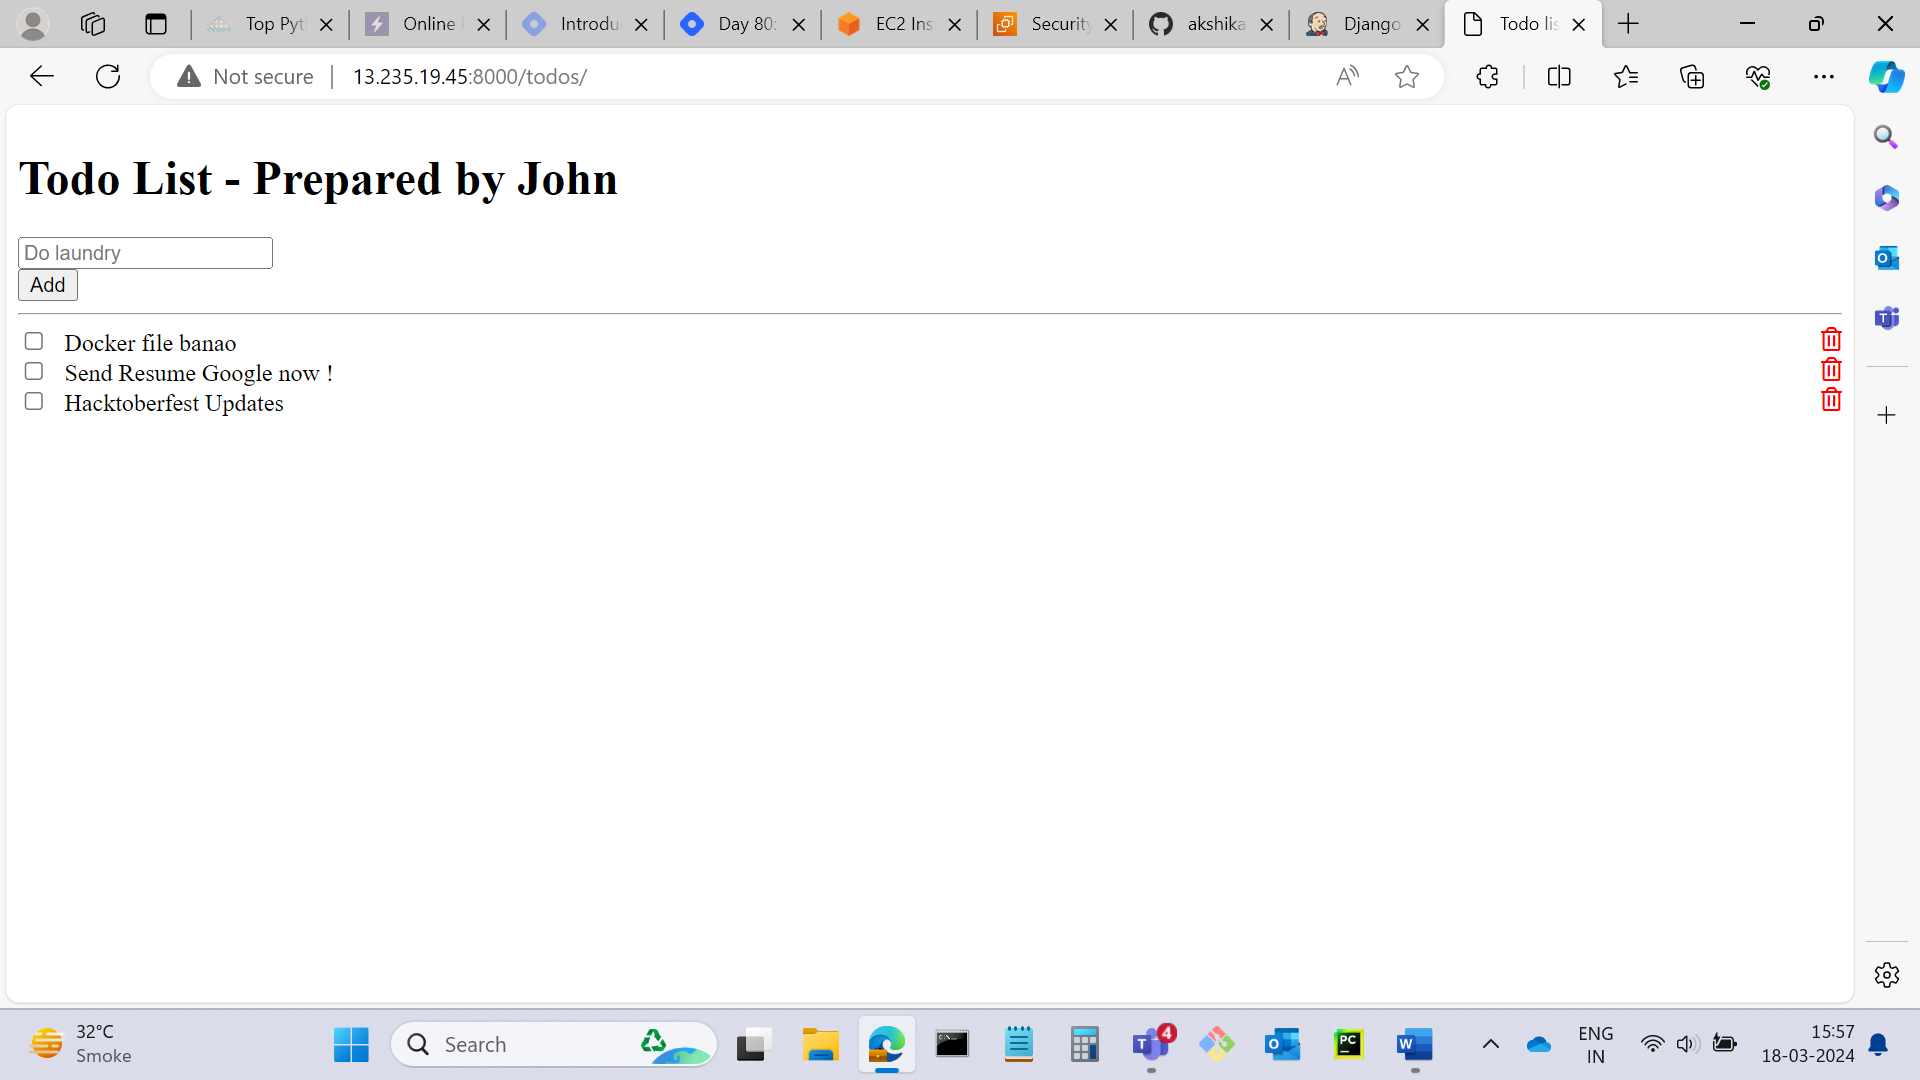 Top Pyt
Online
Introdu
Day 80:
EC2 Ins
Security
akshika
Django
Todo lis
Not secure
13.235.19.45:8000/todos/
Todo List - Prepared by John
Do laundry
Add
Docker file banao
Send Resume Google now !
Hacktoberfest Updates
32°C
Smoke
Search
4
ENG
IN
15:57
18-03-2024